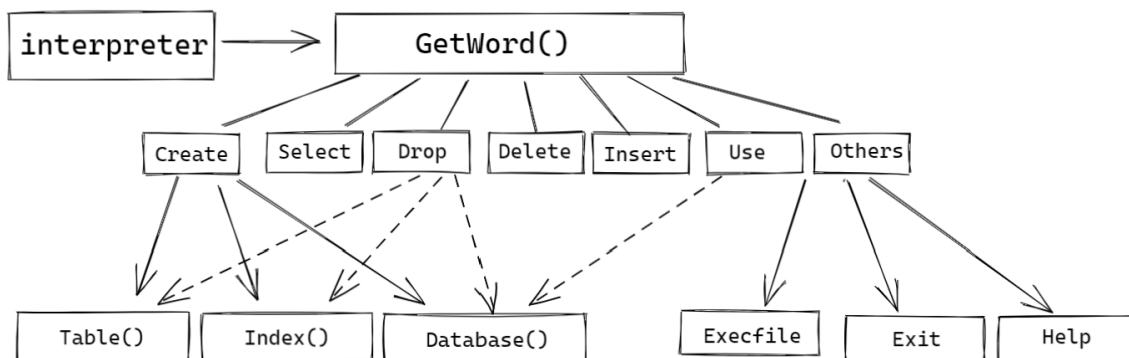 interpreter
GetWord()
Create
Select
Drop
Delete
Insert
Use
Others
Table()
Index()
Database()
Execfile
Exit
Help